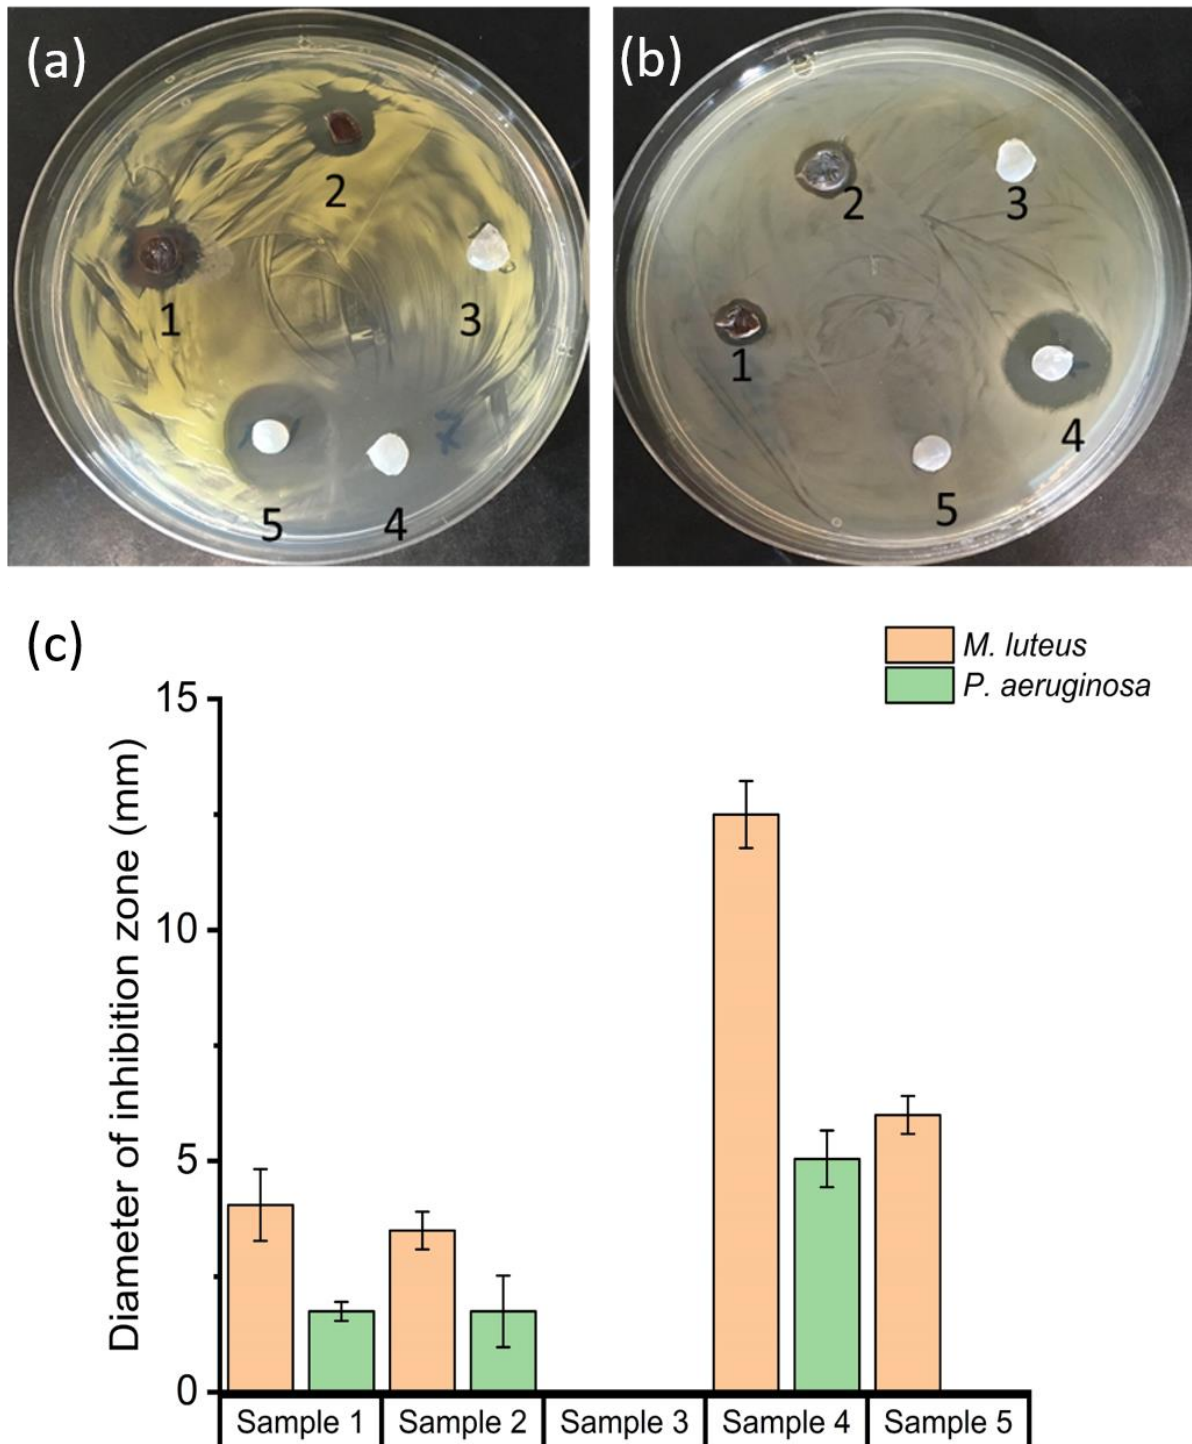 (a)
2
1
3
5
4
(b)
2
3
1
4
5
(c)
M. luteus
P. aeruginosa
Diameter of inhibition zone (mm)
15
10
5
0
Sample 1
Sample 2
Sample 3
Sample 4
Sample 5